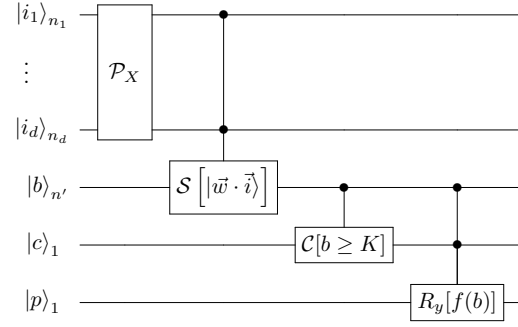 |i₁⟩ₙ₁
⋮
𝒫_X
|i_d⟩ₙ_d
|b⟩ₙ′ 𝒮[|w⃗ · i⃗⟩]
|c⟩₁ 𝒞[b ≥ K]
|p⟩₁ R_y[f(b)]